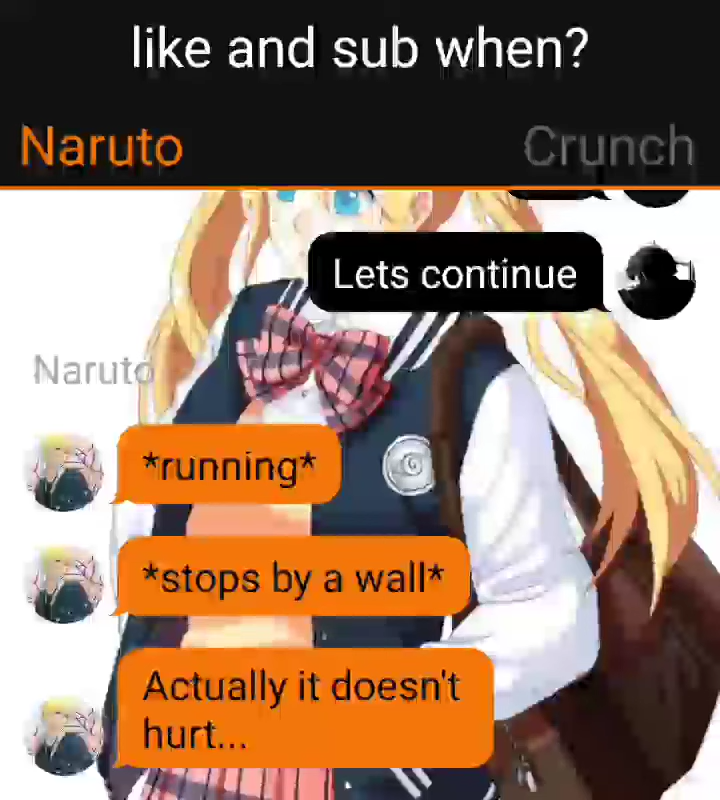 like and sub when?
Naruto
Crunch
Lets continue
Naruto
*running*
*stops by a wall*
Actually it doesn't
hurt...